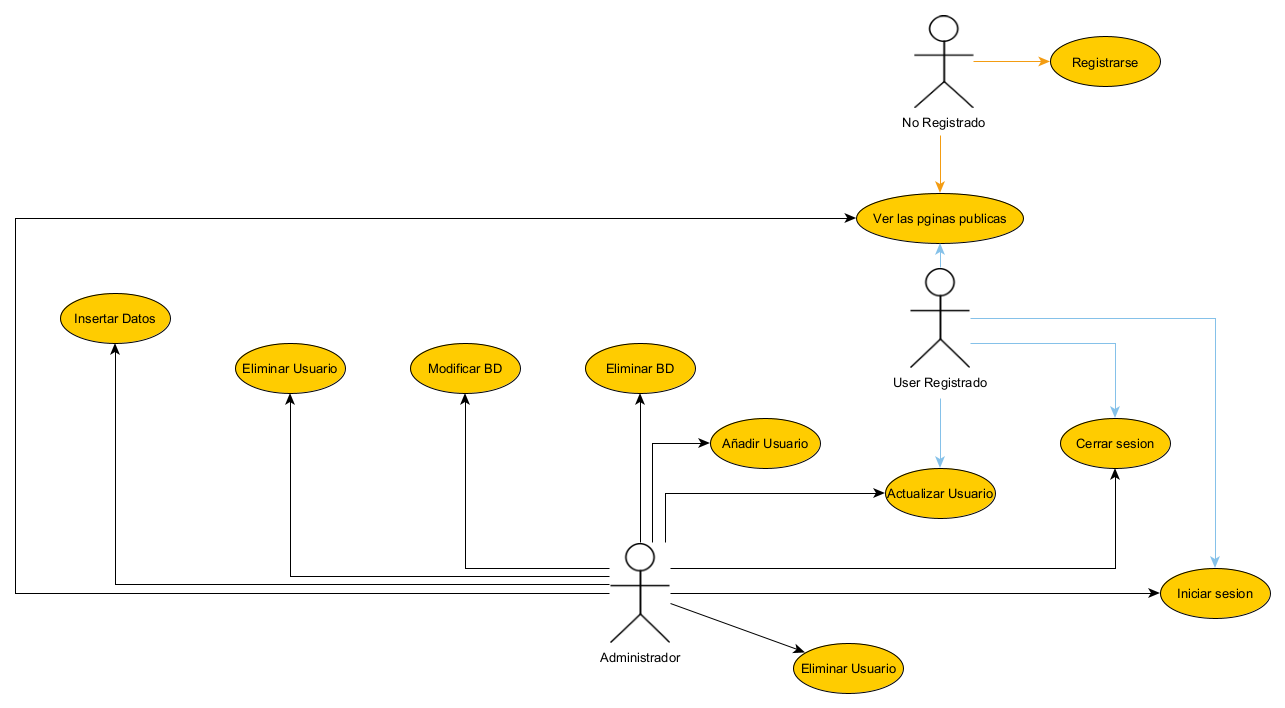 Registrarse
No Registrado
Ver las pginas publicas
Insertar Datos
Eliminar Usuario
Modificar BD
Eliminar BD
User Registrado
Añadir Usuario
Cerrar sesion
Actualizar Usuario
Iniciar sesion
Administrador
Eliminar Usuario